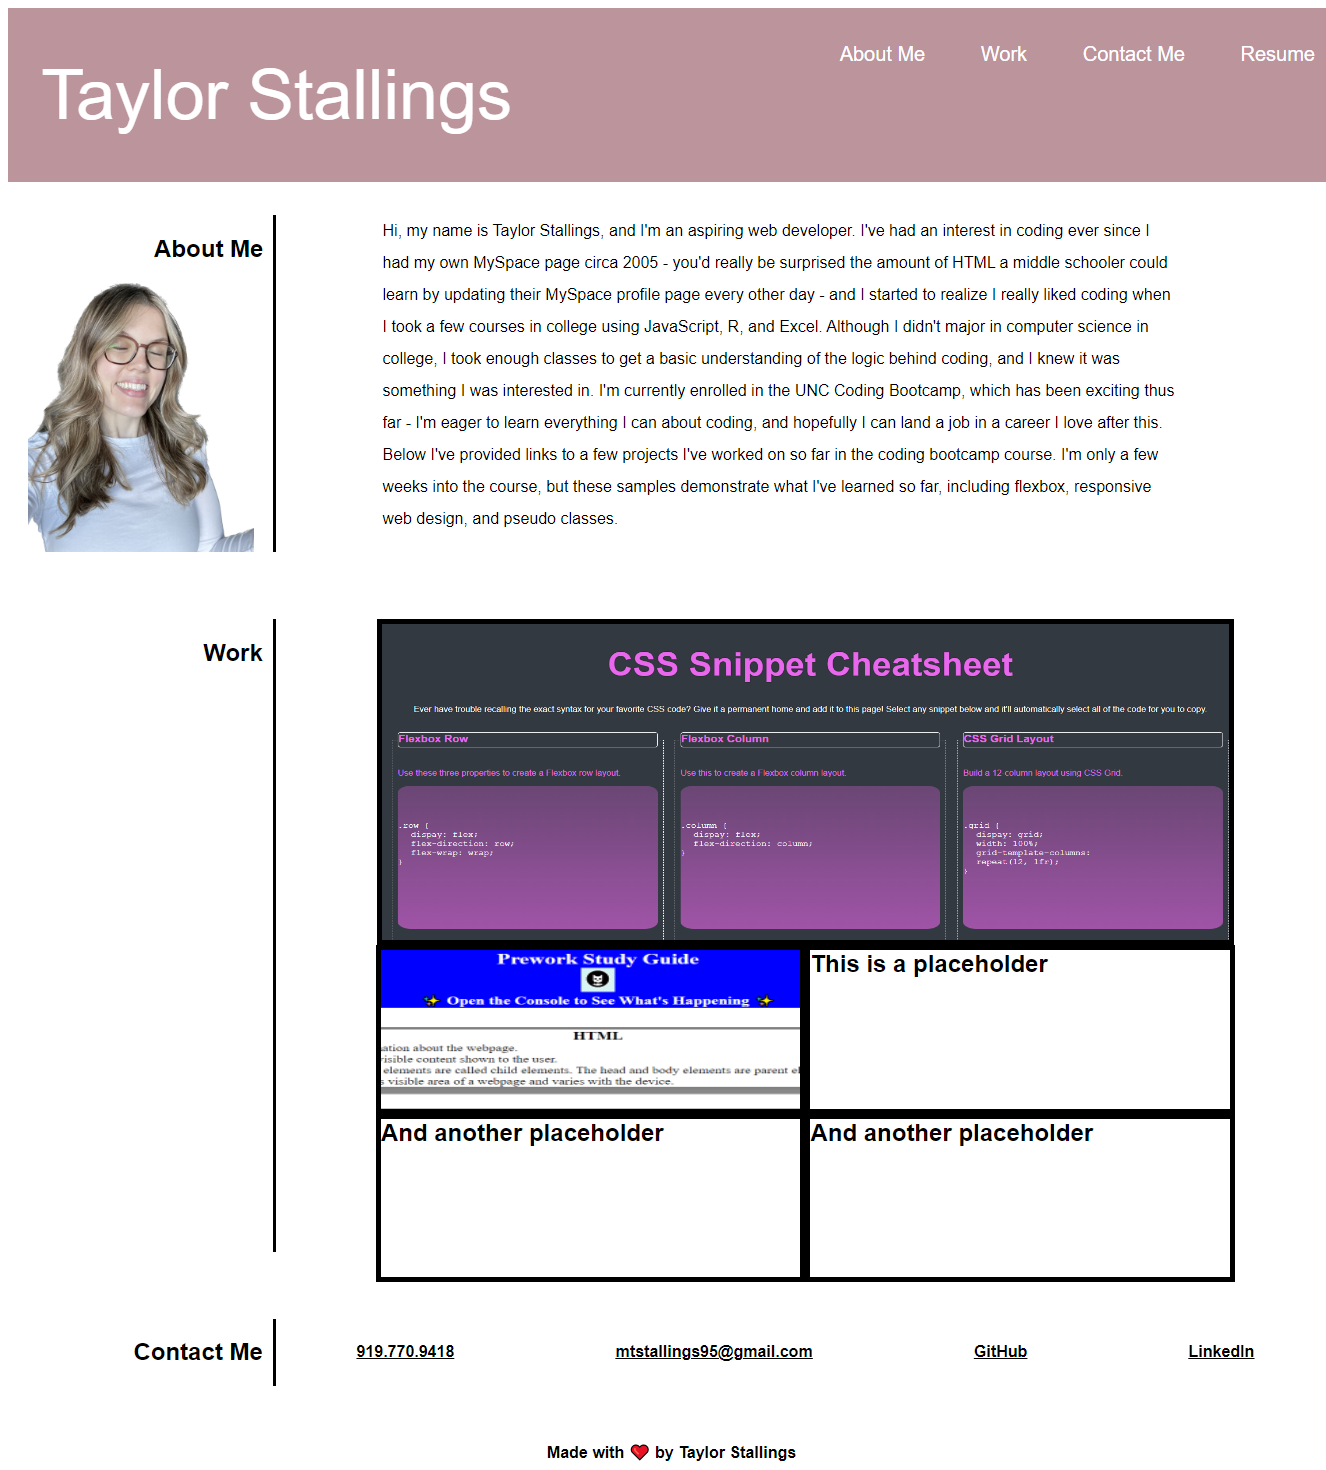 Taylor Stallings
About Me
Work
Contact Me
Resume
About Me
Hi, my name is Taylor Stallings, and I'm an aspiring web developer. I've had an interest in coding ever since I
had my own MySpace page circa 2005 - you'd really be surprised the amount of HTML a middle schooler could
learn by updating their MySpace profile page every other day - and I started to realize I really liked coding when
I took a few courses in college using JavaScript, R, and Excel. Although I didn't major in computer science in
college, I took enough classes to get a basic understanding of the logic behind coding, and I knew it was
something I was interested in. I'm currently enrolled in the UNC Coding Bootcamp, which has been exciting thus
far - I'm eager to learn everything I can about coding, and hopefully I can land a job in a career I love after this.
Below I've provided links to a few projects I've worked on so far in the coding bootcamp course. I'm only a few
weeks into the course, but these samples demonstrate what I've learned so far, including flexbox, responsive
web design, and pseudo classes.
Work
CSS Snippet Cheatsheet
Ever have trouble recalling the exact syntax for your favorite CSS code? Give it a permanent home and add it to this page! Select any snippet below and it'll automatically select all of the code for you to copy.
Flexbox Row
Use these three properties to create a Flexbox row layout.
.row {
dispay: flex;
flex-direction: row;
flex-wrap: wrap;
}
Flexbox Column
Use this to create a Flexbox column layout.
.column {
dispay: flex;
flex-direction: column;
}
CSS Grid Layout
Build a 12-column layout using CSS Grid.
.grid {
dispay: grid;
width: 100%;
grid-template-columns:
repeat(12, 1fr);
}
Prework Study Guide
✨ Open the Console to See What's Happening ✨
HTML
ation about the webpage.
visible content shown to the user.
elements are called child elements. The head and body elements are parent el
s visible area of a webpage and varies with the device.
This is a placeholder
And another placeholder
And another placeholder
Contact Me
919.770.9418
mtstallings95@gmail.com
GitHub
LinkedIn
Made with ❤️ by Taylor Stallings